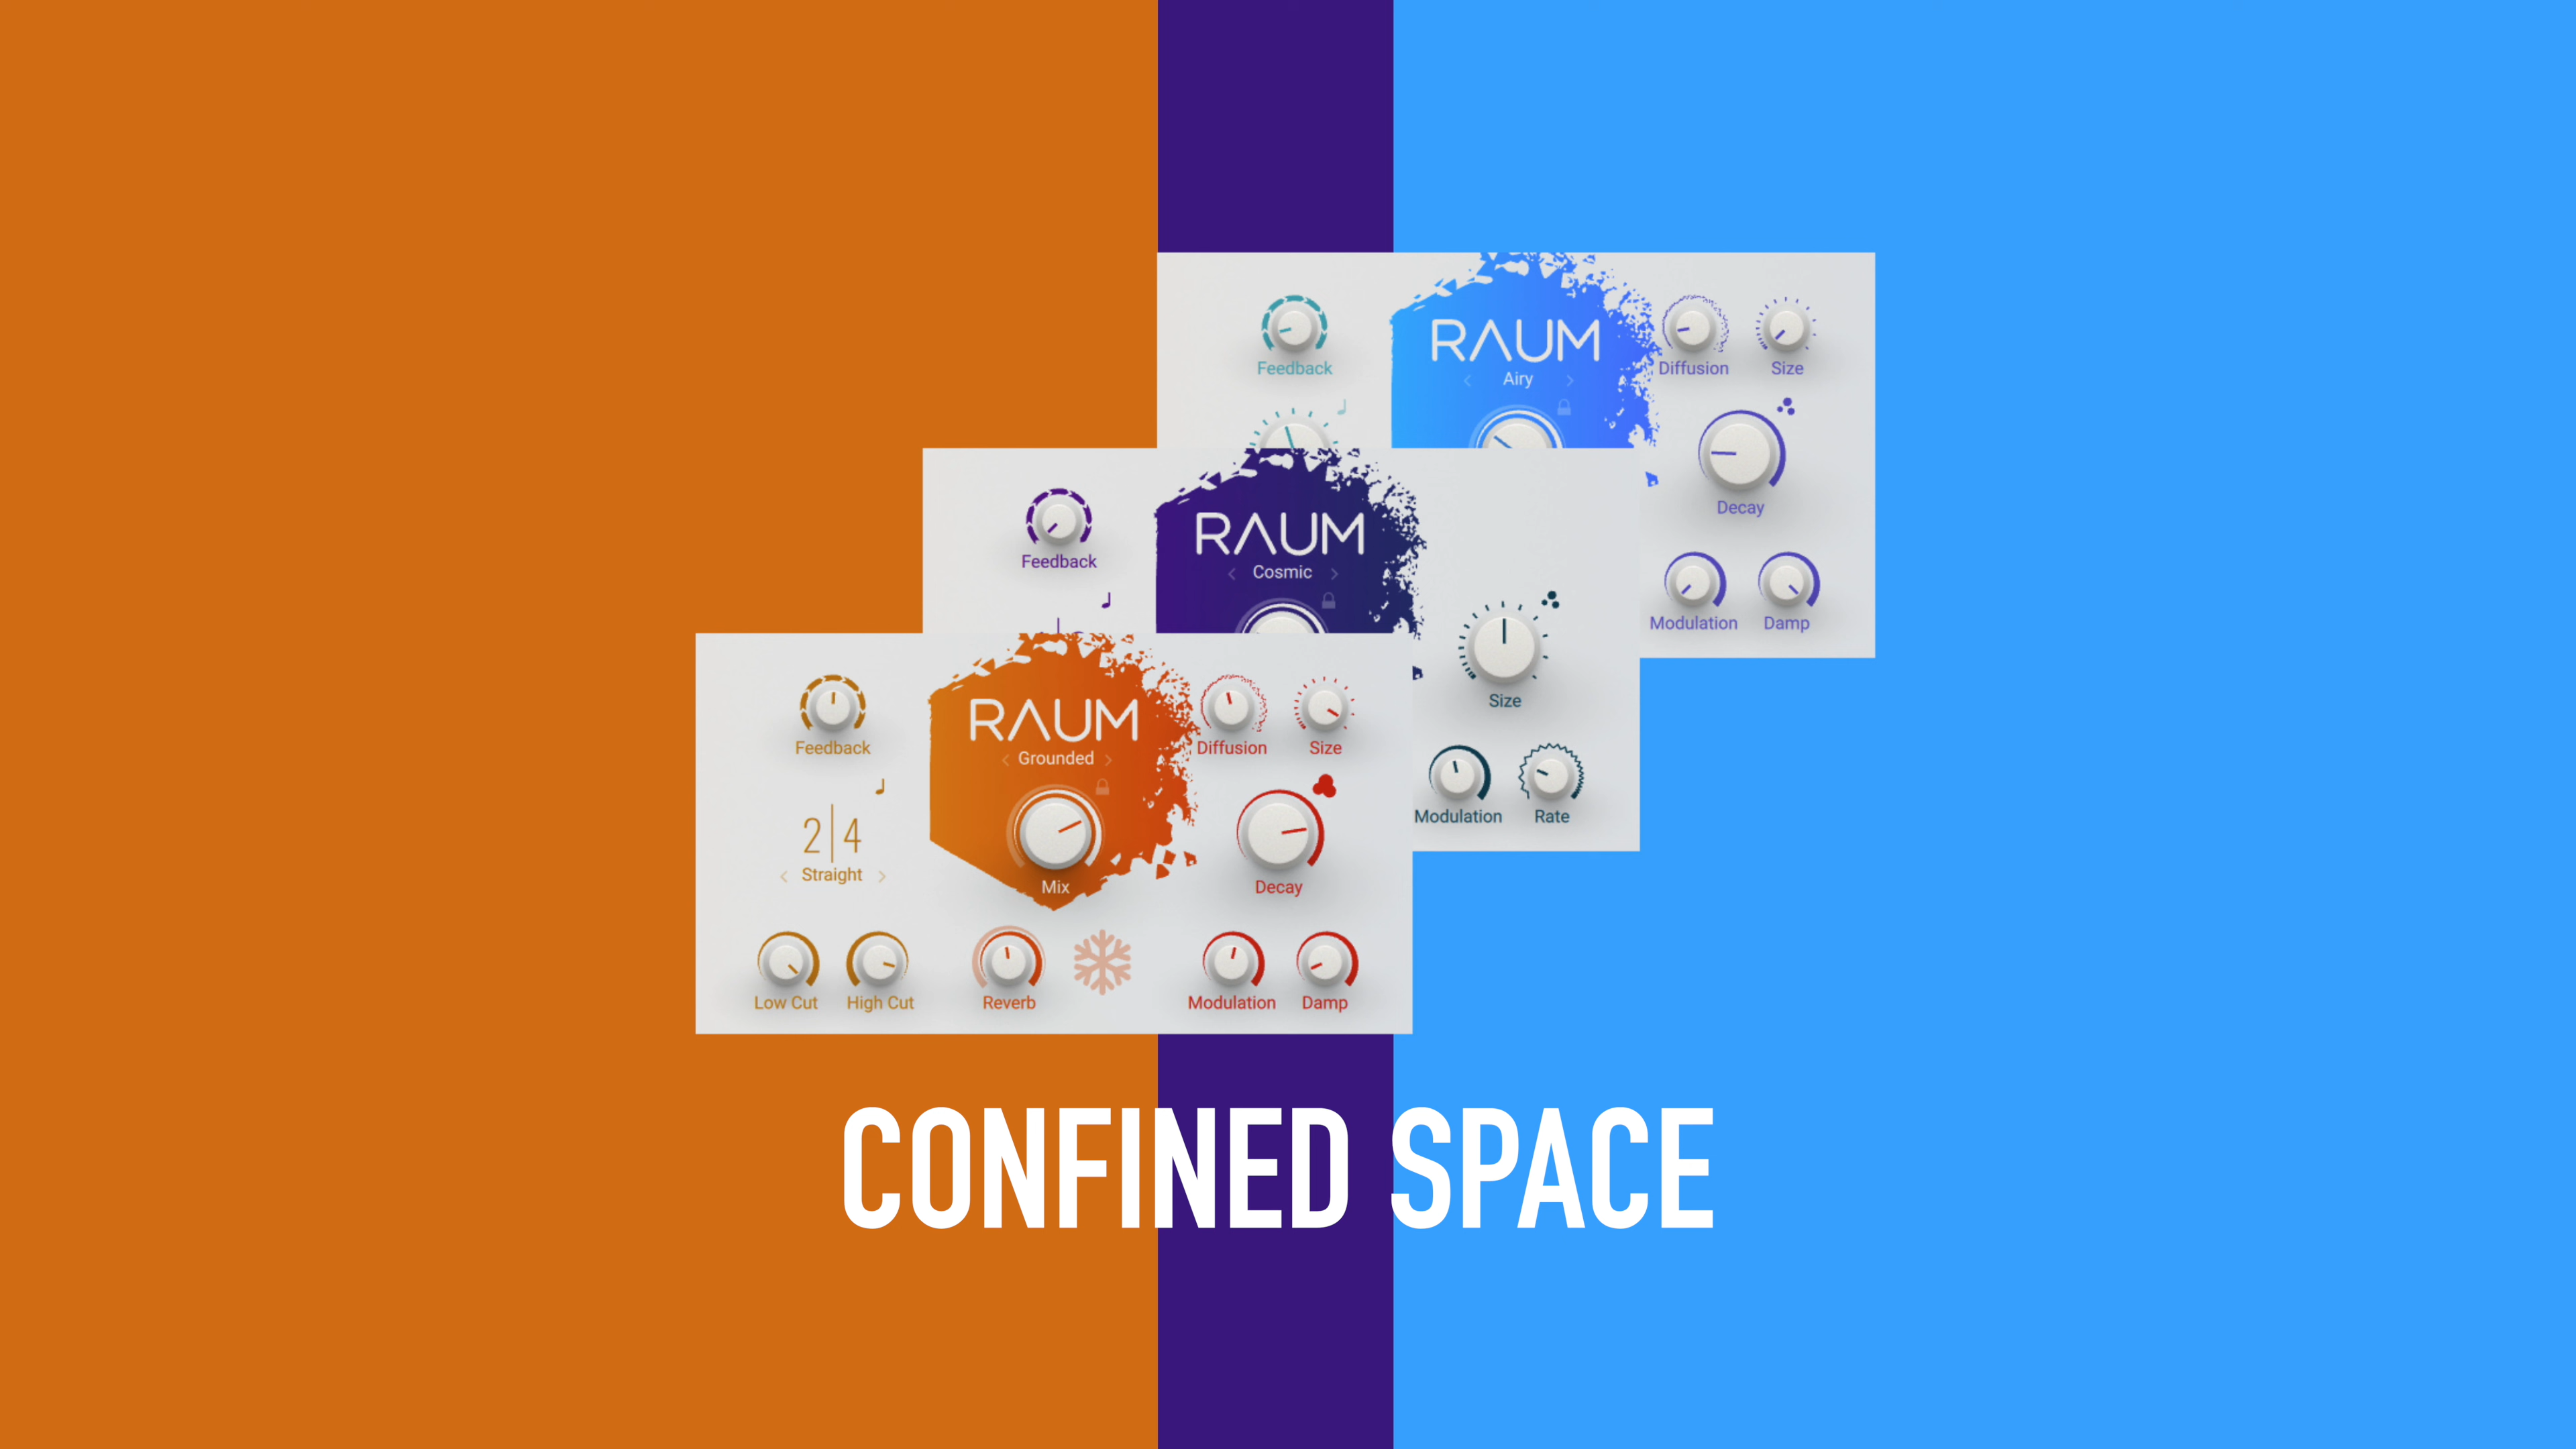 RAUM
Airy
Feedback
Diffusion
Size
Decay
Modulation
Damp
RAUM
Cosmic
Feedback
Size
Modulation
Rate
RAUM
Grounded
Feedback
Diffusion
Size
2|4
Straight
Mix
Decay
Low Cut
High Cut
Reverb
Modulation
Damp
CONFINED SPACE